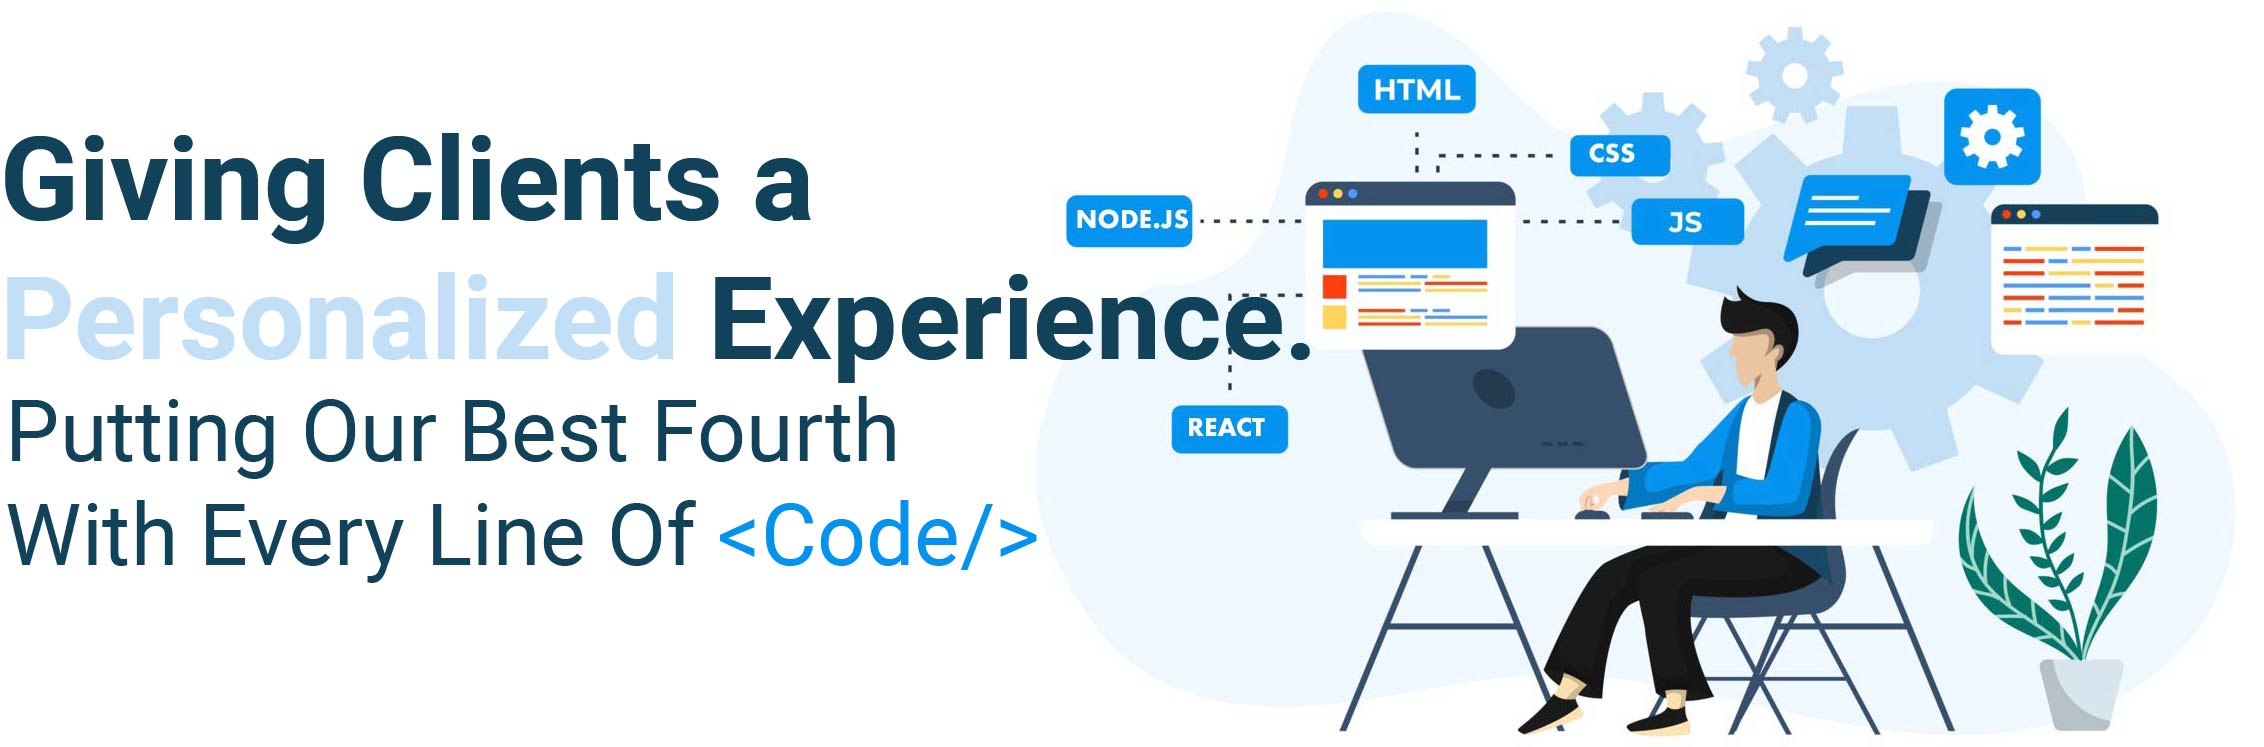 Giving Clients a
Personalized Experience.
Putting Our Best Fourth
With Every Line Of <Code/>
HTML
CSS
NODE.JS
JS
REACT